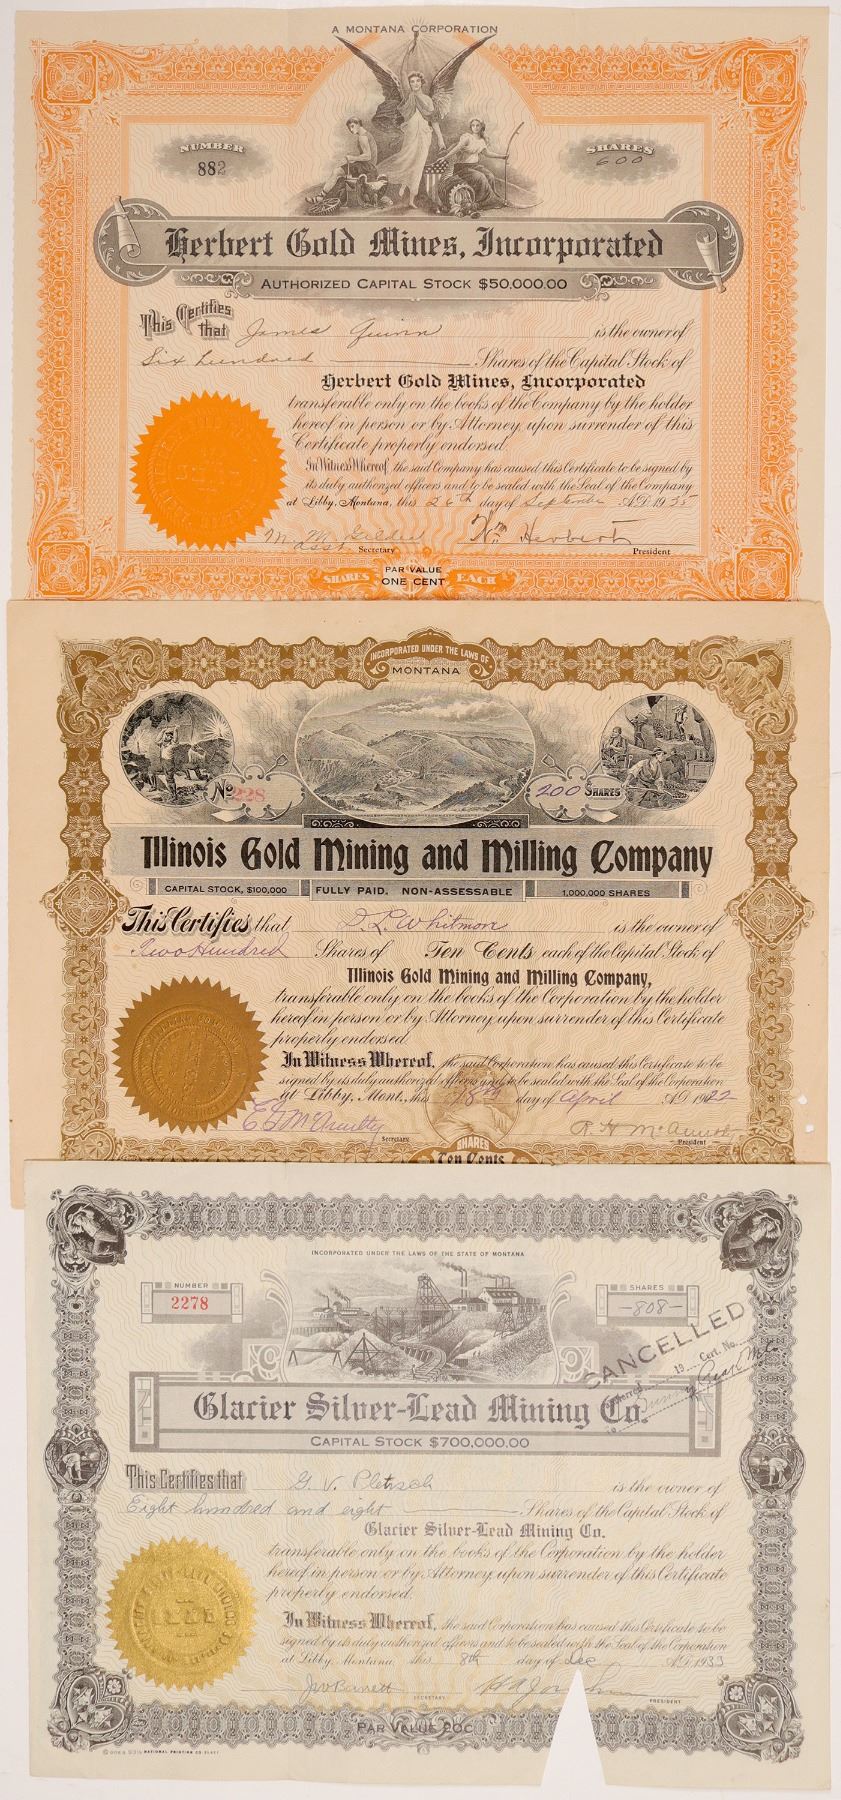 A MONTANA CORPORATION
NUMBER
882
SHARES
600
Herbert Gold Mines, Incorporated
AUTHORIZED CAPITAL STOCK $50,000.00
This Certifies that James Quinn is the owner of
Six hundred Shares of the Capital Stock of
Herbert Gold Mines, Incorporated
transferable only on the books of the Company by the holder
hereof in person or by Attorney, upon surrender of this
Certificate properly endorsed.
In Witness Whereof, the said Company has caused this Certificate to be signed by
its duly authorized officers and to be sealed with the Seal of the Company
at Libby, Montana, this 26th day of September A.D. 1935
Wm Herbert
Asst Secretary
President
PAR VALUE
SHARES ONE CENT EACH
INCORPORATED UNDER THE LAWS OF
MONTANA
No 228
200 SHARES
Illinois Gold Mining and Milling Company
CAPITAL STOCK, $100,000 FULLY PAID. NON-ASSESSABLE 1,000,000 SHARES
This Certifies that D. L. Whitmore is the owner of
Two Hundred Shares of Ten Cents each of the Capital Stock of
Illinois Gold Mining and Milling Company,
transferable only on the books of the Corporation by the holder
hereof in person or by Attorney, upon surrender of this Certificate
properly endorsed.
In Witness Whereof, the said Corporation has caused this Certificate to be
signed by its duly authorized officers and to be sealed with the Seal of the Corporation
at Libby, Mont., this day of April A.D. 1922
Secretary
President
SHARES
Ten Cents
INCORPORATED UNDER THE LAWS OF THE STATE OF MONTANA
NUMBER
2278
SHARES
-808-
CANCELLED
19 Cert. No.
Glacier Silver-Lead Mining Co.
CAPITAL STOCK $700,000.00
This Certifies that G. V. Pletsch is the owner of
Eight hundred and eight Shares of the Capital Stock of
Glacier Silver-Lead Mining Co.
transferable only on the books of the Corporation by the holder
hereof in person or by Attorney, upon surrender of this Certificate
properly endorsed.
In Witness Whereof, the said Corporation has caused this Certificate to be
signed by its duly authorized officers and to be sealed with the Seal of the Corporation
at Libby, Montana, this 8th day of Dec A.D. 1933
SECRETARY
PRESIDENT
PAR VALUE 20C